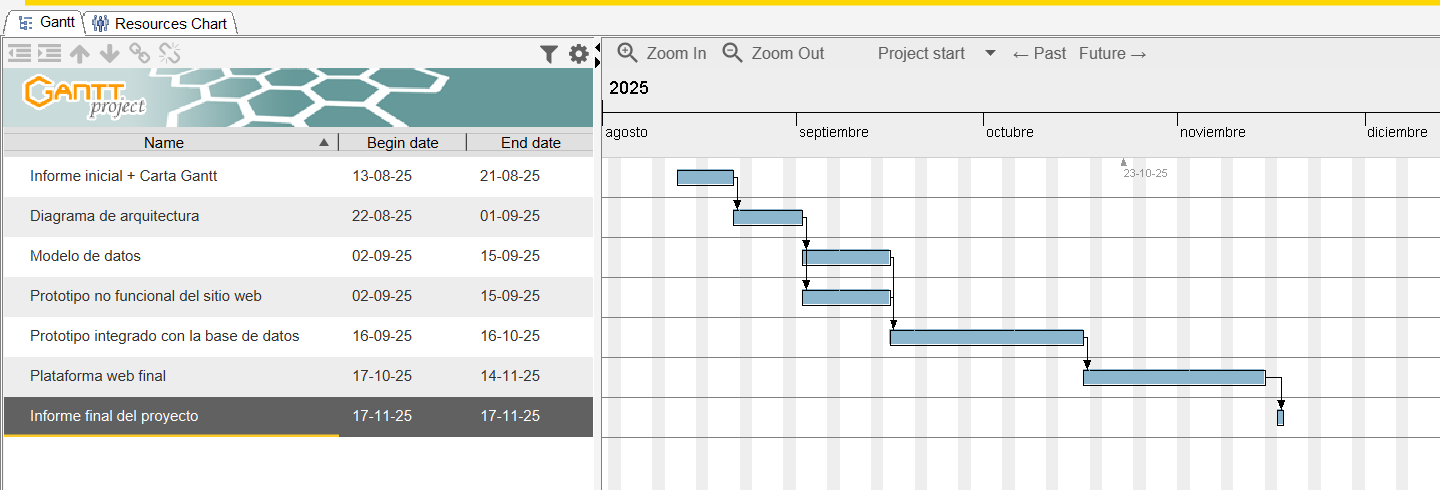 Gantt Resources Chart
Zoom In Zoom Out Project start ← Past Future →
GANTT
project
2025
Name Begin date End date
agosto septiembre octubre noviembre diciembre
Informe inicial + Carta Gantt 13-08-25 21-08-25
23-10-25
Diagrama de arquitectura 22-08-25 01-09-25
Modelo de datos 02-09-25 15-09-25
Prototipo no funcional del sitio web 02-09-25 15-09-25
Prototipo integrado con la base de datos 16-09-25 16-10-25
Plataforma web final 17-10-25 14-11-25
Informe final del proyecto 17-11-25 17-11-25